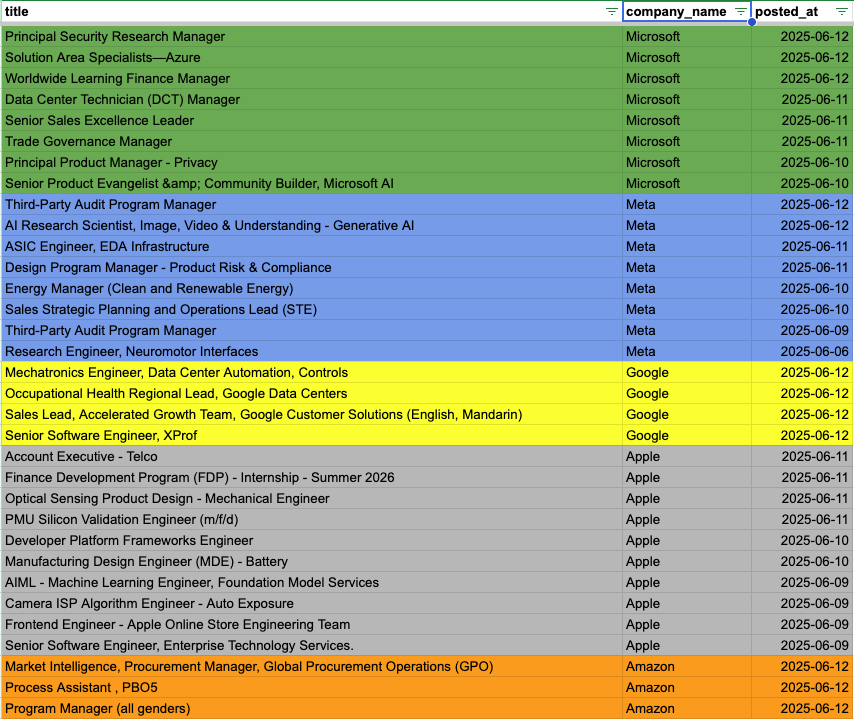 title company_name posted_at
Principal Security Research Manager Microsoft 2025-06-12
Solution Area Specialists—Azure Microsoft 2025-06-12
Worldwide Learning Finance Manager Microsoft 2025-06-12
Data Center Technician (DCT) Manager Microsoft 2025-06-11
Senior Sales Excellence Leader Microsoft 2025-06-11
Trade Governance Manager Microsoft 2025-06-11
Principal Product Manager - Privacy Microsoft 2025-06-10
Senior Product Evangelist &amp; Community Builder, Microsoft AI Microsoft 2025-06-10
Third-Party Audit Program Manager Meta 2025-06-12
AI Research Scientist, Image, Video & Understanding - Generative AI Meta 2025-06-12
ASIC Engineer, EDA Infrastructure Meta 2025-06-11
Design Program Manager - Product Risk & Compliance Meta 2025-06-11
Energy Manager (Clean and Renewable Energy) Meta 2025-06-10
Sales Strategic Planning and Operations Lead (STE) Meta 2025-06-10
Third-Party Audit Program Manager Meta 2025-06-09
Research Engineer, Neuromotor Interfaces Meta 2025-06-06
Mechatronics Engineer, Data Center Automation, Controls Google 2025-06-12
Occupational Health Regional Lead, Google Data Centers Google 2025-06-12
Sales Lead, Accelerated Growth Team, Google Customer Solutions (English, Mandarin) Google 2025-06-12
Senior Software Engineer, XProf Google 2025-06-12
Account Executive - Telco Apple 2025-06-11
Finance Development Program (FDP) - Internship - Summer 2026 Apple 2025-06-11
Optical Sensing Product Design - Mechanical Engineer Apple 2025-06-11
PMU Silicon Validation Engineer (m/f/d) Apple 2025-06-11
Developer Platform Frameworks Engineer Apple 2025-06-10
Manufacturing Design Engineer (MDE) - Battery Apple 2025-06-10
AIML - Machine Learning Engineer, Foundation Model Services Apple 2025-06-09
Camera ISP Algorithm Engineer - Auto Exposure Apple 2025-06-09
Frontend Engineer - Apple Online Store Engineering Team Apple 2025-06-09
Senior Software Engineer, Enterprise Technology Services. Apple 2025-06-09
Market Intelligence, Procurement Manager, Global Procurement Operations (GPO) Amazon 2025-06-12
Process Assistant , PBO5 Amazon 2025-06-12
Program Manager (all genders) Amazon 2025-06-12